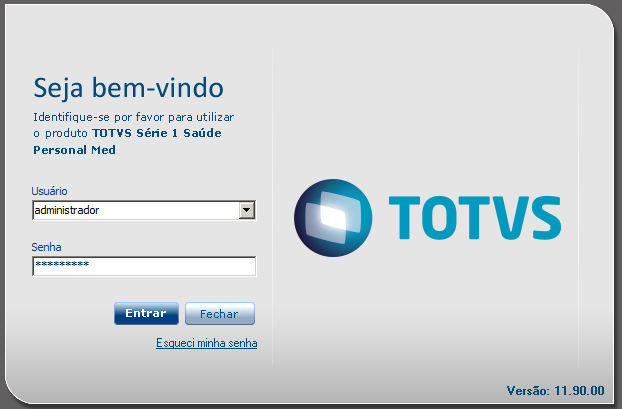 Seja bem-vindo
Identifique-se por favor para utilizar
o produto TOTVS Série 1 Saúde
Personal Med
Usuário
administrador
Senha
*********
Entrar
Fechar
Esqueci minha senha
TOTVS
Versão: 11.90.00